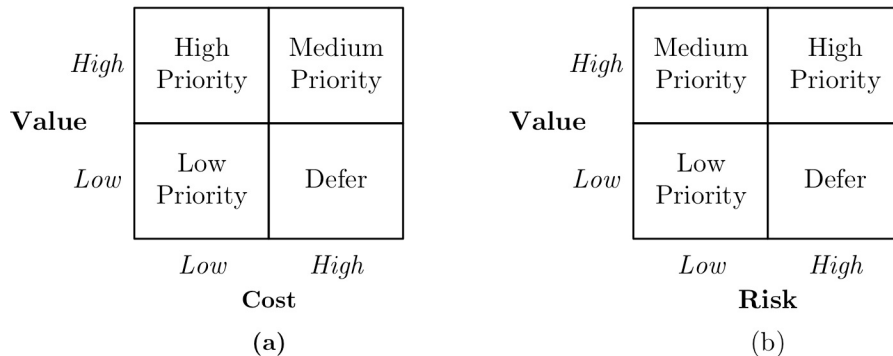 High
Priority
Medium
Priority
High
Value
Low
Priority
Defer
Low
Low
High
Cost
(a)
Medium
Priority
High
Priority
High
Value
Low
Priority
Defer
Low
Low
High
Risk
(b)